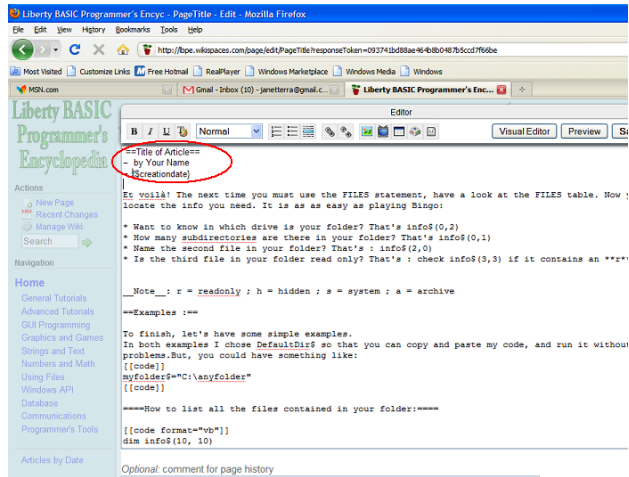 Liberty BASIC Programmer's Encyc - PageTitle - Edit - Mozilla Firefox
File Edit View History Bookmarks Tools Help
http://lbpe.wikispaces.com/page/edit/PageTitle?responseToken=093741bd88ae464b8b0487b5ccd7f66be
Most Visited Customize Links Free Hotmail RealPlayer Windows Marketplace Windows Media Windows
MSN.com Gmail - Inbox (10) - janetterra@gmail.c... Liberty BASIC Programmer's Enc...
Liberty BASIC
Programmer's
Encyclopedia
Actions
New Page
Recent Changes
Manage Wiki
Search
Navigation
Home
General Tutorials
Advanced Tutorials
GUI Programming
Graphics and Games
Strings and Text
Numbers and Math
Using Files
Windows API
Database
Communications
Programmer's Tools
Articles by Date
Editor
B I U Normal Visual Editor Preview Sa
==Title of Article==
- by Your Name
- {$creationdate}
Et voilà! The next time you must use the FILES statement, have a look at the FILES table. Now y
locate the info you need. It is as as easy as playing Bingo:
* Want to know in which drive is your folder? That's info$(0,2)
* How many subdirectories are there in your folder? That's info$(0,1)
* Name the second file in your folder? That's : info$(2,0)
* Is the third file in your folder read only? That's : check info$(3,3) if it contains an **r*
__Note__: r = readonly ; h = hidden ; s = system ; a = archive
==Examples :==
To finish, let's have some simple examples.
In both examples I chose DefaultDir$ so that you can copy and paste my code, and run it without
problems.But, you could have something like:
[[code]]
myfolder$="C:\anyfolder"
[[code]]
====How to list all the files contained in your folder:====
[[code format="vb"]]
dim info$(10, 10)
Optional: comment for page history